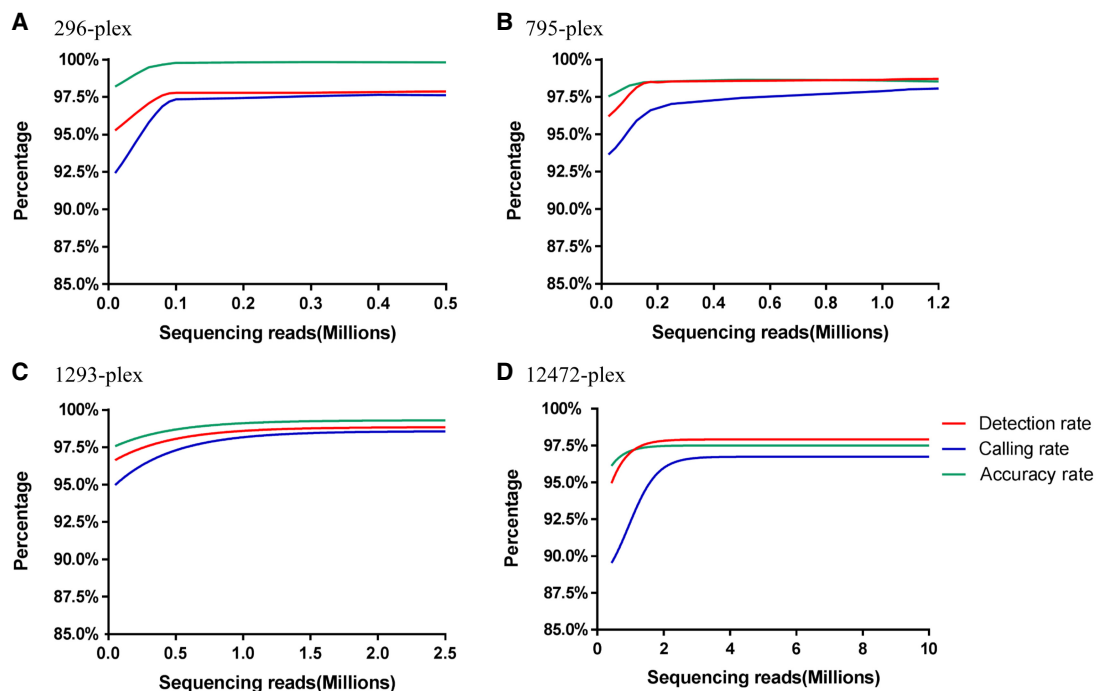 A 296-plex
100%
97.5%
95.0%
92.5%
90.0%
87.5%
85.0%
Percentage
0.0 0.1 0.2 0.3 0.4 0.5
Sequencing reads(Millions)
B 795-plex
100%
97.5%
95.0%
92.5%
90.0%
87.5%
85.0%
Percentage
0.0 0.2 0.4 0.6 0.8 1.0 1.2
Sequencing reads(Millions)
C 1293-plex
100%
97.5%
95.0%
92.5%
90.0%
87.5%
85.0%
Percentage
0.0 0.5 1.0 1.5 2.0 2.5
Sequencing reads(Millions)
D 12472-plex
100%
97.5%
95.0%
92.5%
90.0%
87.5%
85.0%
Percentage
0 2 4 6 8 10
Sequencing reads(Millions)
Detection rate
Calling rate
Accuracy rate